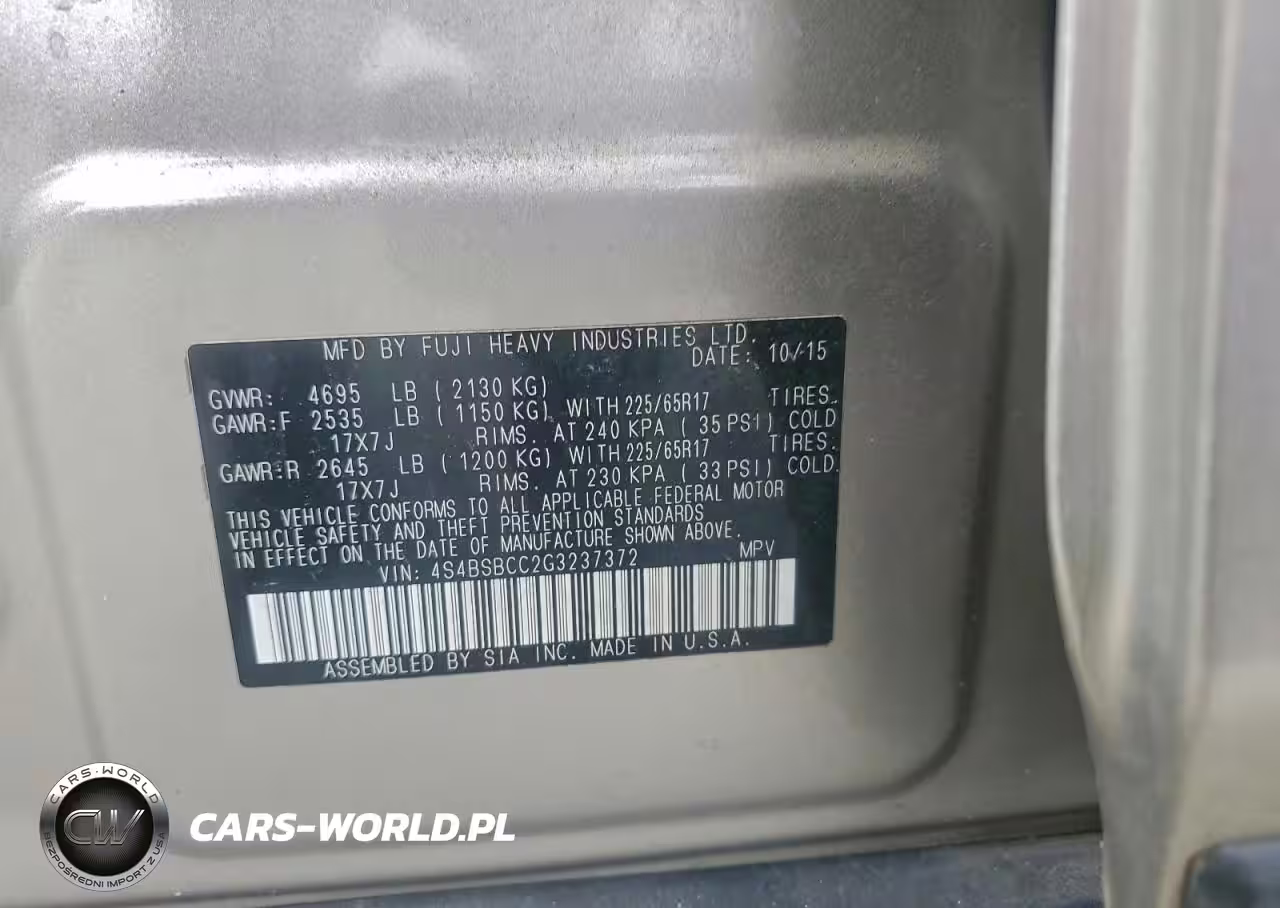 MFD BY FUJI HEAVY INDUSTRIES LTD.
DATE: 10/15
GVWR: 4695 LB ( 2130 KG)
GAWR:F 2535 LB ( 1150 KG) WITH 225/65R17 TIRES.
17X7J RIMS. AT 240 KPA ( 35 PSI) COLD
GAWR:R 2645 LB ( 1200 KG) WITH 225/65R17 TIRES.
17X7J RIMS. AT 230 KPA ( 33 PSI) COLD.
THIS VEHICLE CONFORMS TO ALL APPLICABLE FEDERAL MOTOR
VEHICLE SAFETY AND THEFT PREVENTION STANDARDS
IN EFFECT ON THE DATE OF MANUFACTURE SHOWN ABOVE.
VIN: 4S4BSBCC2G3237372 MPV
ASSEMBLED BY SIA INC. MADE IN U.S.A.
CARS-WORLD
CW
BEZPOŚREDNI IMPORT Z USA
CARS-WORLD.PL